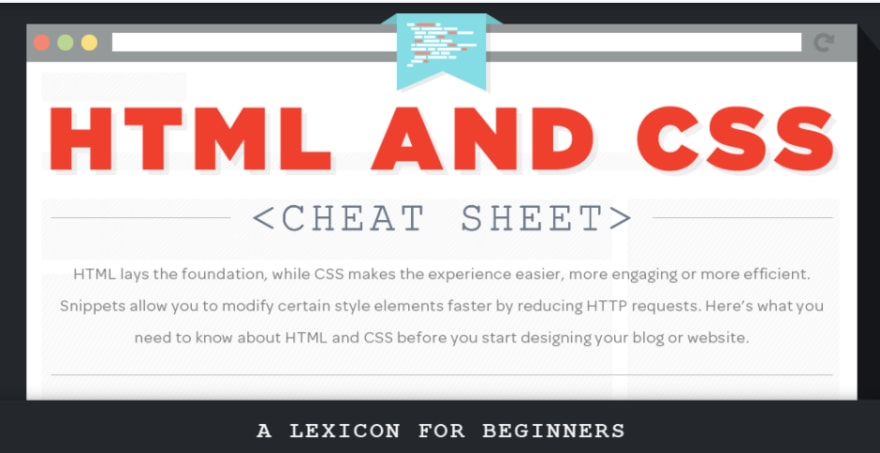 HTML AND CSS
<CHEAT SHEET>
HTML lays the foundation, while CSS makes the experience easier, more engaging or more efficient.
Snippets allow you to modify certain style elements faster by reducing HTTP requests. Here's what you
need to know about HTML and CSS before you start designing your blog or website.
A LEXICON FOR BEGINNERS